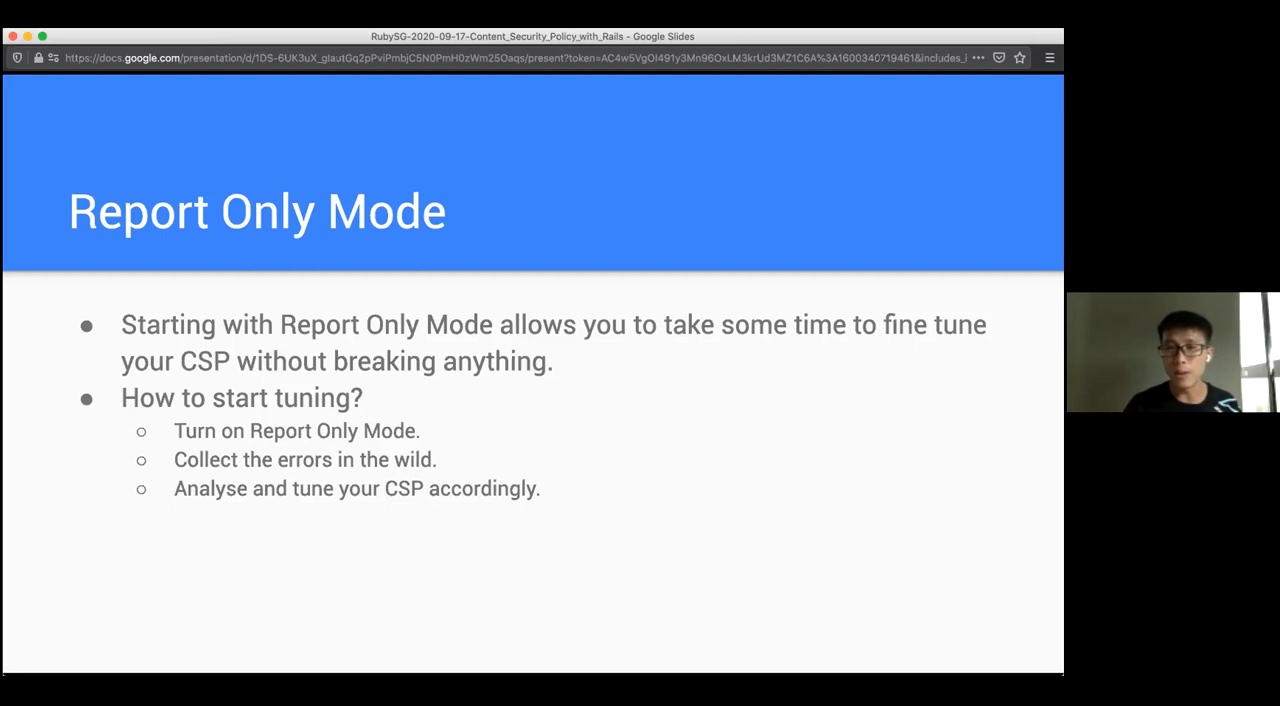 RubySG-2020-09-17-Content_Security_Policy_with_Rails - Google Slides
Report Only Mode
● Starting with Report Only Mode allows you to take some time to fine tune
your CSP without breaking anything.
● How to start tuning?
○ Turn on Report Only Mode.
○ Collect the errors in the wild.
○ Analyse and tune your CSP accordingly.